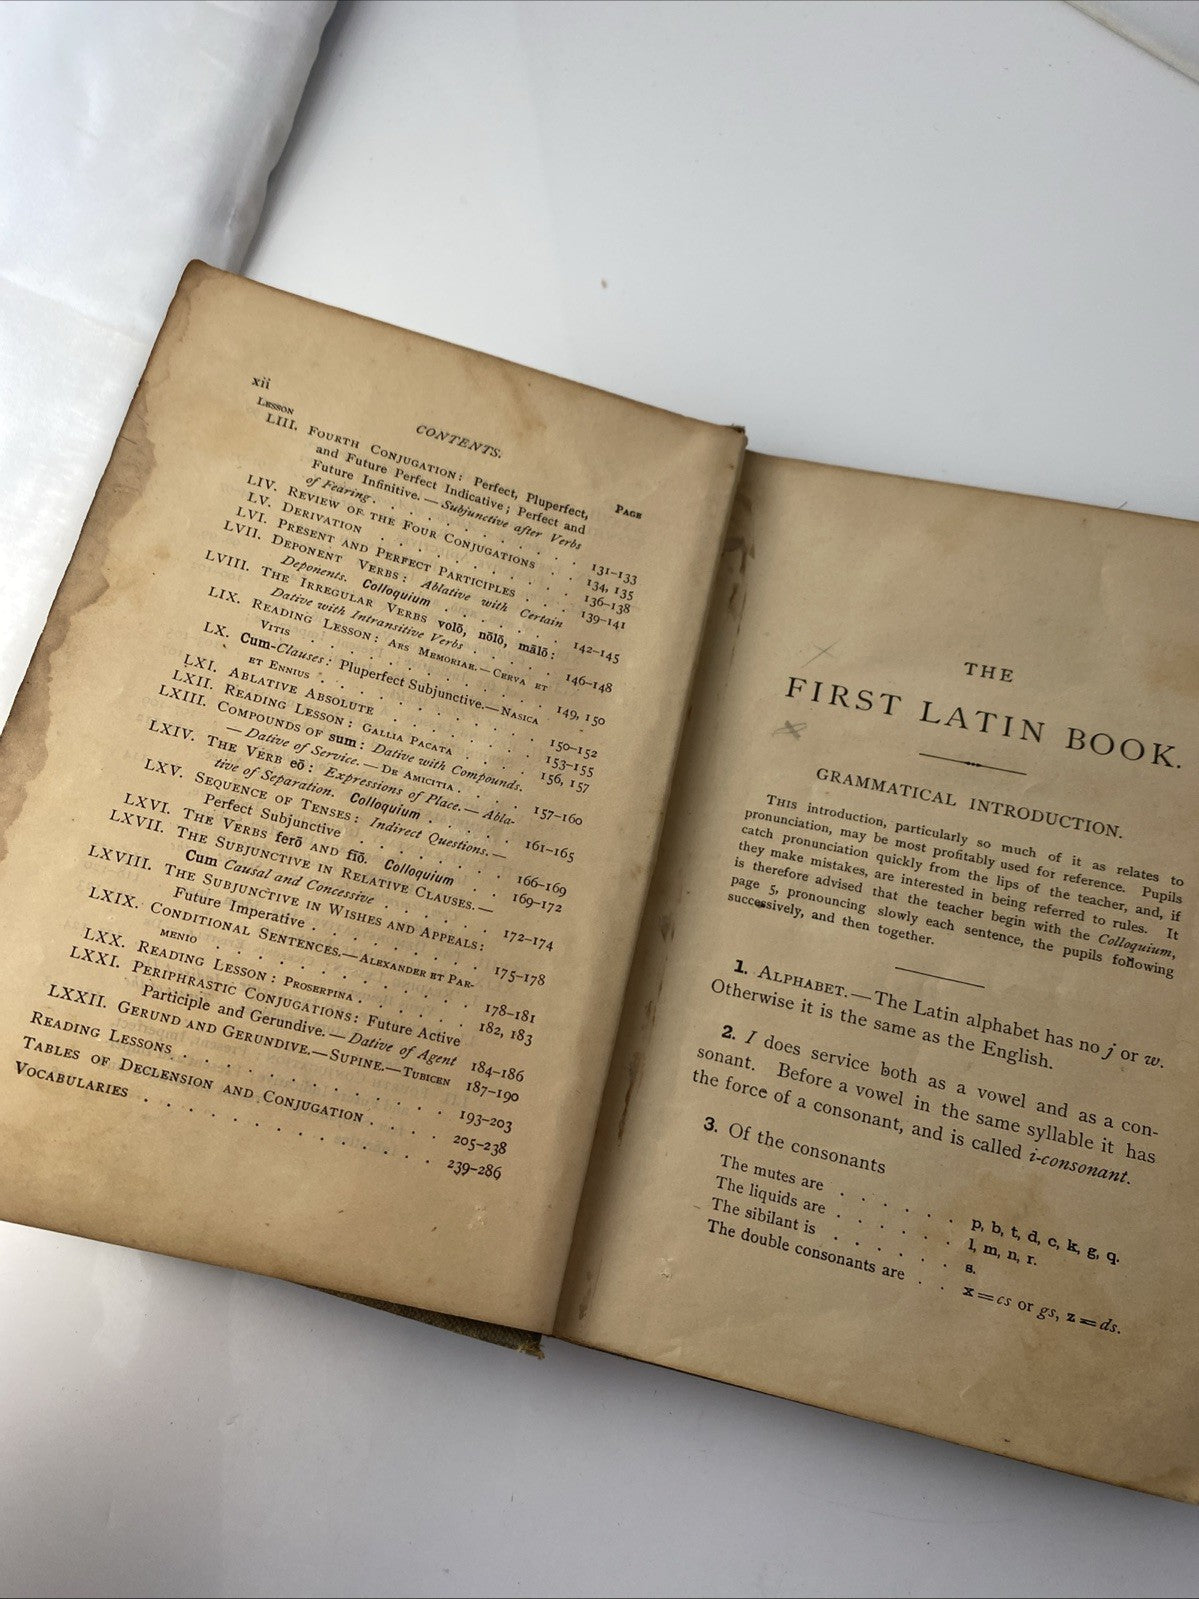 xii
CONTENTS.
LESSON PAGE
LIII. FOURTH CONJUGATION: Perfect, Pluperfect,
and Future Perfect Indicative; Perfect and
Future Infinitive.—Subjunctive after Verbs
of Fearing . . . . . . . . . . . 131–133
LIV. REVIEW OF THE FOUR CONJUGATIONS . . 134, 135
LV. DERIVATION . . . . . . . . . . 136–138
LVI. PRESENT AND PERFECT PARTICIPLES . . . 139–141
LVII. DEPONENT VERBS: Ablative with Certain
Deponents. Colloquium . . . . . . . 142–145
LVIII. THE IRREGULAR VERBS volō, nōlō, mālō:
Dative with Intransitive Verbs . . . . . 146–148
LIX. READING LESSON: ARS MEMORIAE.—CERVA ET
VITIS . . . . . . . . . . . 149, 150
LX. Cum-Clauses: Pluperfect Subjunctive.—NASICA
ET ENNIUS . . . . . . . . . . 150–152
LXI. ABLATIVE ABSOLUTE . . . . . . . . 153–155
LXII. READING LESSON: GALLIA PACATA . . . . 156, 157
LXIII. COMPOUNDS OF sum: Dative with Compounds.
—Dative of Service.—DE AMICITIA . . . . 157–160
LXIV. THE VERB eō: Expressions of Place.—Abla-
tive of Separation. Colloquium . . . . . 161–165
LXV. SEQUENCE OF TENSES: Indirect Questions.—
Perfect Subjunctive . . . . . . . . 166–169
LXVI. THE VERBS ferō AND fīō. Colloquium . . 169–172
LXVII. THE SUBJUNCTIVE IN RELATIVE CLAUSES.—
Cum Causal and Concessive . . . . . . 172–174
LXVIII. THE SUBJUNCTIVE IN WISHES AND APPEALS:
Future Imperative . . . . . . . . . 175–178
LXIX. CONDITIONAL SENTENCES.—ALEXANDER ET PAR-
MENIO . . . . . . . . . . . 178–181
LXX. READING LESSON: PROSERPINA . . . . . . 182, 183
LXXI. PERIPHRASTIC CONJUGATIONS: Future Active
Participle and Gerundive.—Dative of Agent 184–186
LXXII. GERUND AND GERUNDIVE.—SUPINE.—TUBICEN 187–190
READING LESSONS . . . . . . . . . . . 193–203
TABLES OF DECLENSION AND CONJUGATION . . . . 205–238
VOCABULARIES . . . . . . . . . . . . 239–286
THE
FIRST LATIN BOOK.
GRAMMATICAL INTRODUCTION.
THIS introduction, particularly so much of it as relates to
pronunciation, may be most profitably used for reference. Pupils
catch pronunciation quickly from the lips of the teacher, and, if
they make mistakes, are interested in being referred to rules. It
is therefore advised that the teacher begin with the Colloquium,
page 5, pronouncing slowly each sentence, the pupils following
successively, and then together.
1. ALPHABET.—The Latin alphabet has no j or w.
Otherwise it is the same as the English.
2. I does service both as a vowel and as a con-
sonant. Before a vowel in the same syllable it has
the force of a consonant, and is called i-consonant.
3. Of the consonants
The mutes are . . . . . . p, b, t, d, c, k, g, q.
The liquids are . . . . . . l, m, n, r.
The sibilant is . . . . . . s.
The double consonants are . . x = cs or gs, z = ds.